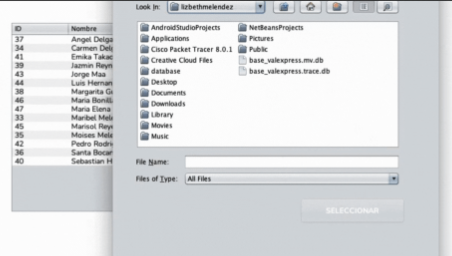 Look In: lizbethmelendez
ID Nombre
37 Angel Delga
34 Carmen Delg
41 Emika Takac
39 Jazmin Reyn
43 Jorge Maa
44 Luis Hernan
38 Margarita G
46 Maria Bonill
47 Maria Elena
33 Maribel Mele
45 Marisol Reye
35 Moises Mele
42 Pedro Rodri
36 Santa Bocar
40 Sebastian H
AndroidStudioProjects
Applications
Cisco Packet Tracer 8.0.1
Creative Cloud Files
database
Desktop
Documents
Downloads
Library
Movies
Music
NetBeansProjects
Pictures
Public
base_valexpress.mv.db
base_valexpress.trace.db
File Name:
Files of Type: All Files
SELECCIONAR